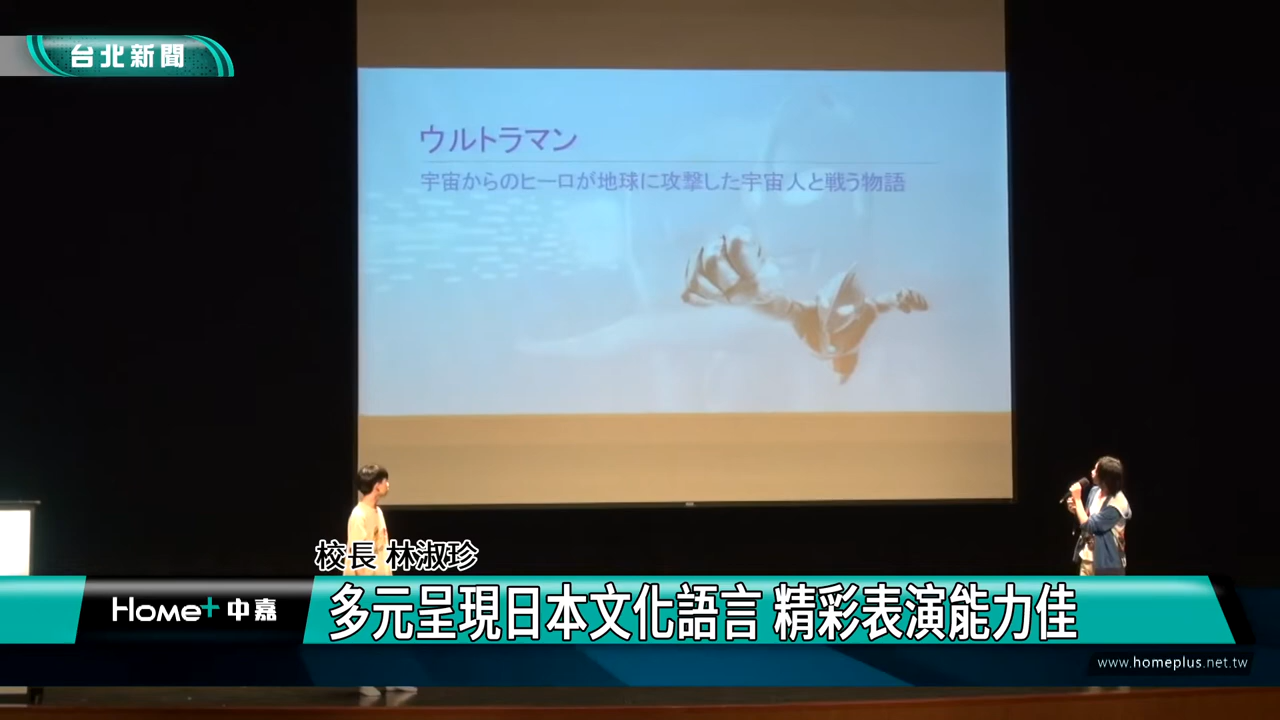 台北新聞
ウルトラマン
宇宙からのヒーロが地球に攻撃した宇宙人と戦う物語
校長 林淑珍
Home+ 中嘉
多元呈現日本文化語言 精彩表演能力佳
www.homeplus.net.tw